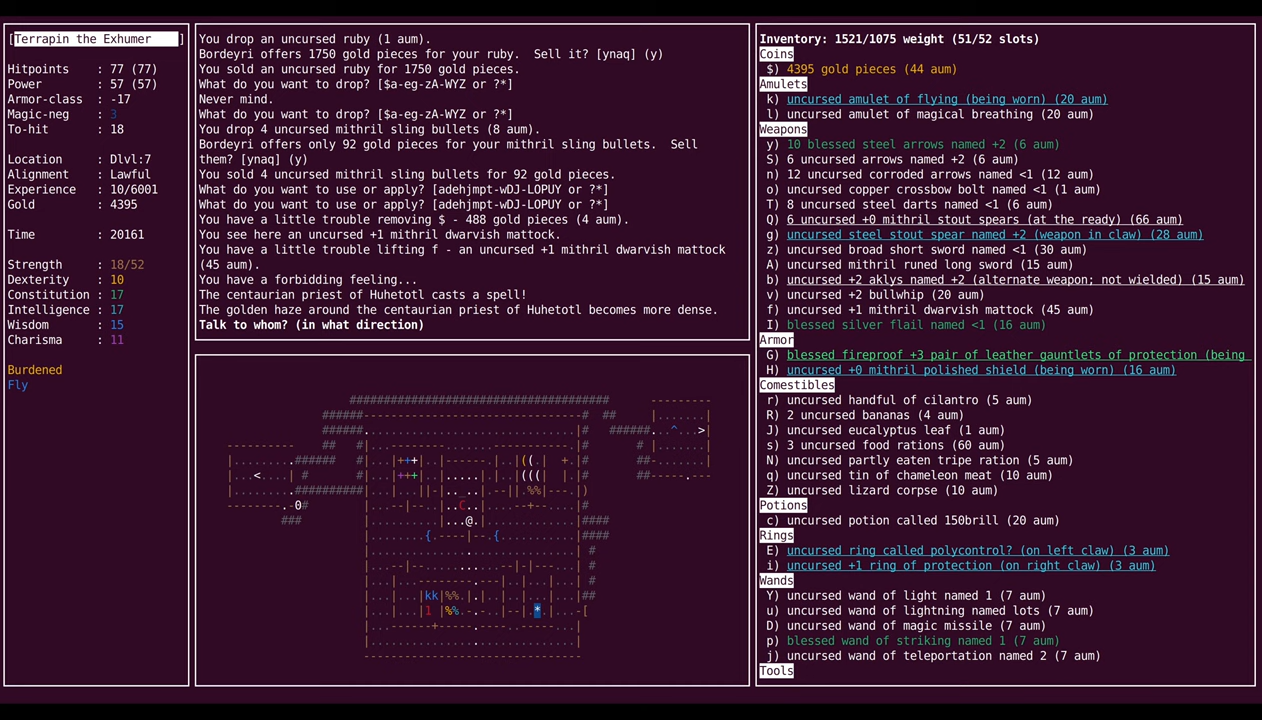 [Terrapin the Exhumer ]
Hitpoints : 77 (77)
Power : 57 (57)
Armor-class : -17
Magic-neg : 3
To-hit : 18
Location : Dlvl:7
Alignment : Lawful
Experience : 10/6001
Gold : 4395
Time : 20161
Strength : 18/52
Dexterity : 10
Constitution : 17
Intelligence : 17
Wisdom : 15
Charisma : 11
Burdened
Fly
You drop an uncursed ruby (1 aum).
Bordeyri offers 1750 gold pieces for your ruby.  Sell it? [ynaq] (y)
You sold an uncursed ruby for 1750 gold pieces.
What do you want to drop? [$a-eg-zA-WYZ or ?*]
Never mind.
What do you want to drop? [$a-eg-zA-WYZ or ?*]
You drop 4 uncursed mithril sling bullets (8 aum).
Bordeyri offers only 92 gold pieces for your mithril sling bullets.  Sell
them? [ynaq] (y)
You sold 4 uncursed mithril sling bullets for 92 gold pieces.
What do you want to use or apply? [adehjmpt-wDJ-LOPUY or ?*]
What do you want to use or apply? [adehjmpt-wDJ-LOPUY or ?*]
You have a little trouble removing $ - 488 gold pieces (4 aum).
You see here an uncursed +1 mithril dwarvish mattock.
You have a little trouble lifting f - an uncursed +1 mithril dwarvish mattock
(45 aum).
You have a forbidding feeling...
The centaurian priest of Huhetotl casts a spell!
The golden haze around the centaurian priest of Huhetotl becomes more dense.
Talk to whom? (in what direction)
Inventory: 1521/1075 weight (51/52 slots)
Coins
$) 4395 gold pieces (44 aum)
Amulets
k) uncursed amulet of flying (being worn) (20 aum)
l) uncursed amulet of magical breathing (20 aum)
Weapons
y) 10 blessed steel arrows named +2 (6 aum)
S) 6 uncursed arrows named +2 (6 aum)
n) 12 uncursed corroded arrows named <1 (12 aum)
o) uncursed copper crossbow bolt named <1 (1 aum)
T) 8 uncursed steel darts named <1 (6 aum)
Q) 6 uncursed +0 mithril stout spears (at the ready) (66 aum)
g) uncursed steel stout spear named +2 (weapon in claw) (28 aum)
z) uncursed broad short sword named <1 (30 aum)
A) uncursed mithril runed long sword (15 aum)
b) uncursed +2 aklys named +2 (alternate weapon; not wielded) (15 aum)
v) uncursed +2 bullwhip (20 aum)
f) uncursed +1 mithril dwarvish mattock (45 aum)
I) blessed silver flail named <1 (16 aum)
Armor
G) blessed fireproof +3 pair of leather gauntlets of protection (being
H) uncursed +0 mithril polished shield (being worn) (16 aum)
Comestibles
r) uncursed handful of cilantro (5 aum)
R) 2 uncursed bananas (4 aum)
J) uncursed eucalyptus leaf (1 aum)
s) 3 uncursed food rations (60 aum)
N) uncursed partly eaten tripe ration (5 aum)
q) uncursed tin of chameleon meat (10 aum)
Z) uncursed lizard corpse (10 aum)
Potions
c) uncursed potion called 150brill (20 aum)
Rings
E) uncursed ring called polycontrol? (on left claw) (3 aum)
i) uncursed +1 ring of protection (on right claw) (3 aum)
Wands
Y) uncursed wand of light named 1 (7 aum)
u) uncursed wand of lightning named lots (7 aum)
D) uncursed wand of magic missile (7 aum)
p) blessed wand of striking named 1 (7 aum)
j) uncursed wand of teleportation named 2 (7 aum)
Tools